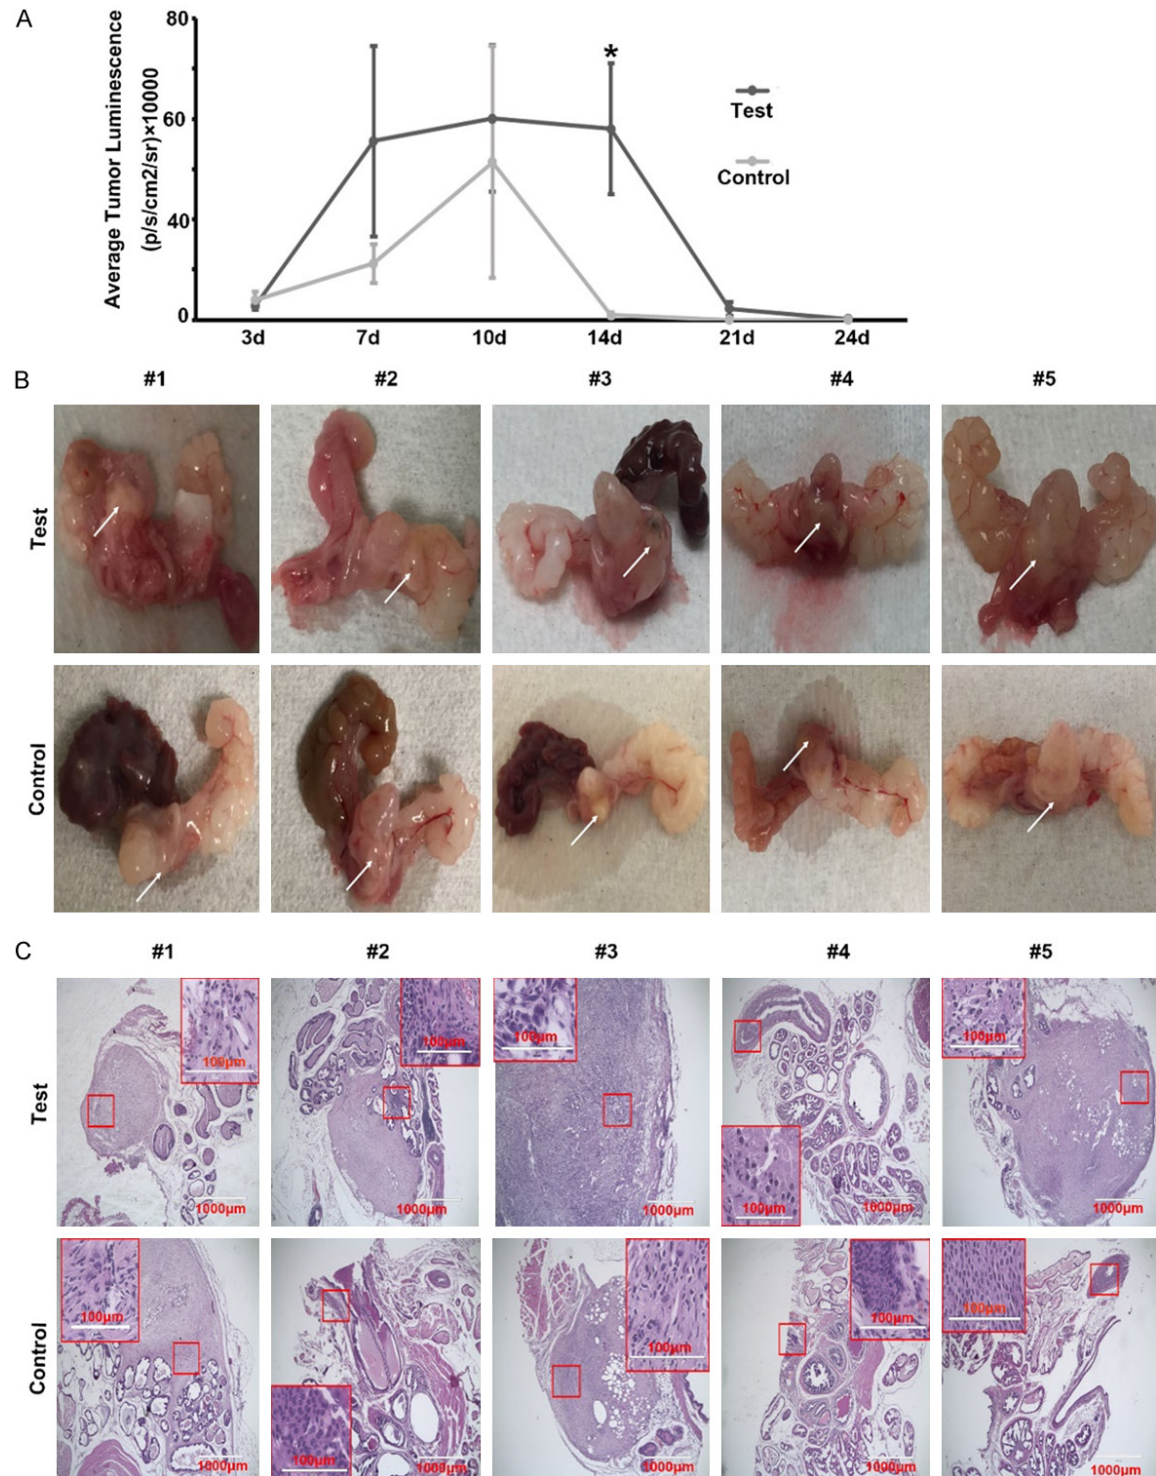 A
Average Tumor Luminescence
(p/s/cm2/sr)×10000
80
60
40
0
*
Test
Control
3d 7d 10d 14d 21d 24d
B
#1 #2 #3 #4 #5
Test
Control
C
#1 #2 #3 #4 #5
Test
100µm 100µm 100µm 100µm 100µm
1000µm 1000µm 1000µm 1000µm 1000µm
Control
100µm 100µm 100µm 100µm 100µm
1000µm 1000µm 1000µm 1000µm 1000µm